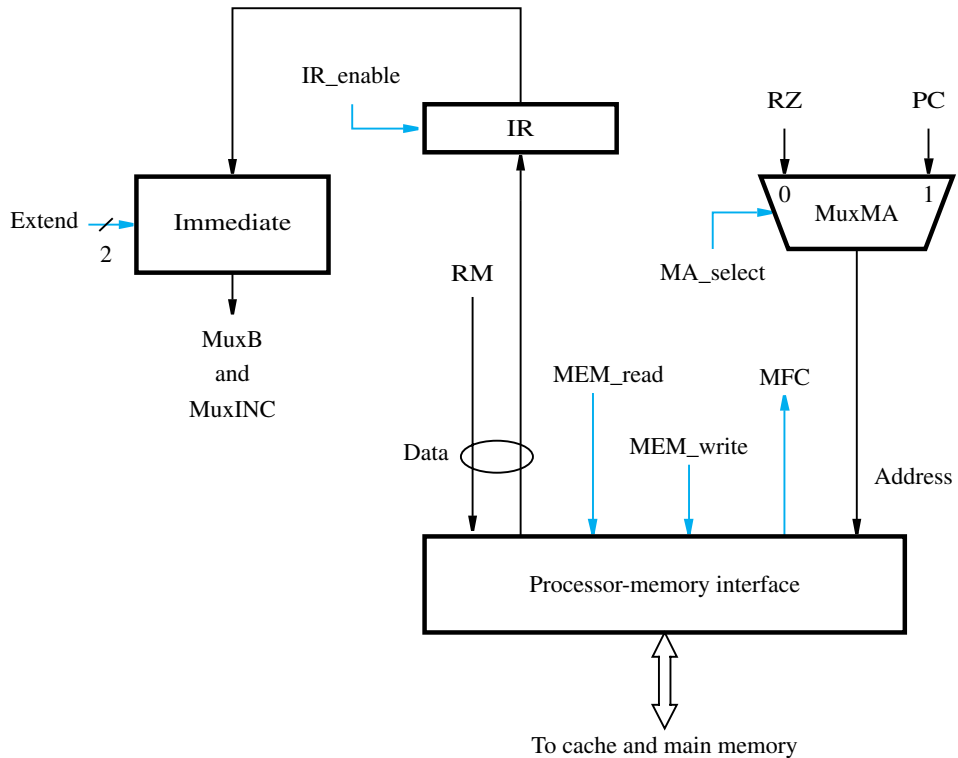 IR_enable
IR
RZ
PC
0
1
MuxMA
Extend
2
Immediate
MA_select
RM
MuxB
and
MuxINC
MEM_read
MFC
Data
MEM_write
Address
Processor-memory interface
To cache and main memory